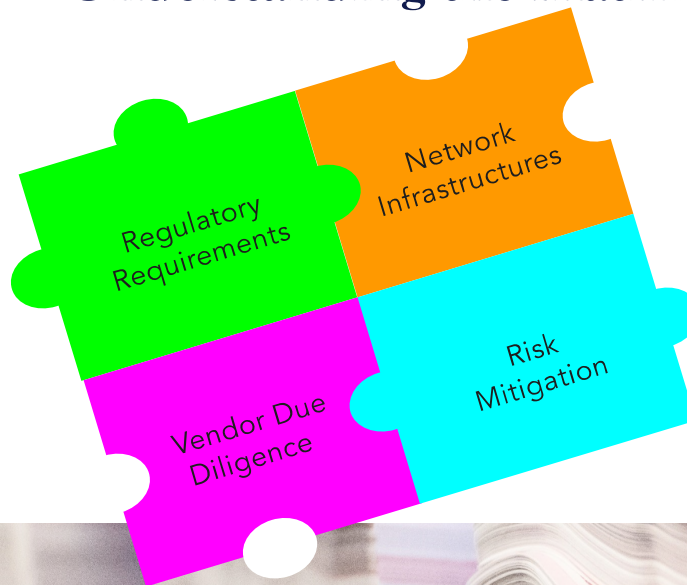 Regulatory
Requirements
Network
Infrastructures
Vendor Due
Diligence
Risk
Mitigation